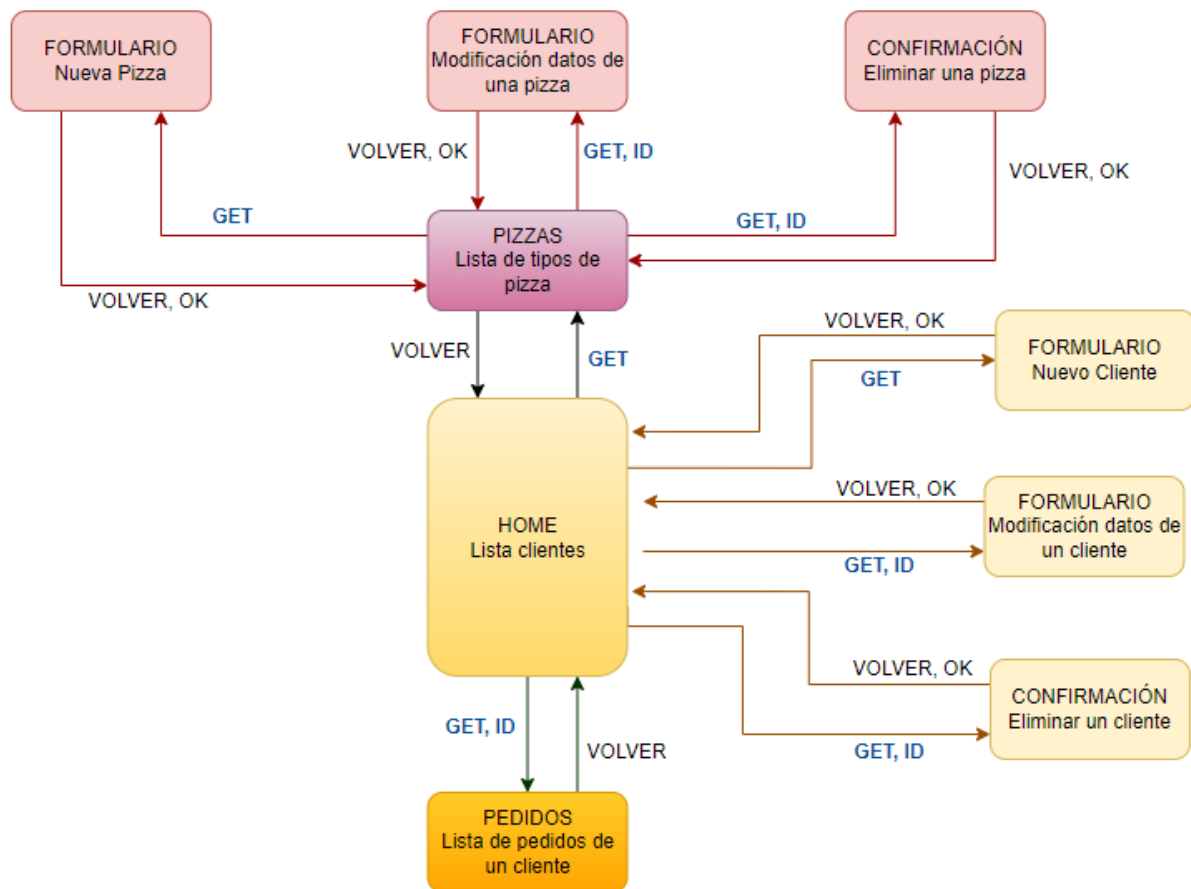 FORMULARIO
Nueva Pizza
FORMULARIO
Modificación datos de
una pizza
CONFIRMACIÓN
Eliminar una pizza
VOLVER, OK
GET, ID
VOLVER, OK
GET
PIZZAS
Lista de tipos de
pizza
GET, ID
VOLVER, OK
VOLVER
GET
VOLVER, OK
GET
FORMULARIO
Nuevo Cliente
HOME
Lista clientes
VOLVER, OK
GET, ID
FORMULARIO
Modificación datos de
un cliente
VOLVER, OK
GET, ID
CONFIRMACIÓN
Eliminar un cliente
GET, ID
VOLVER
PEDIDOS
Lista de pedidos de
un cliente